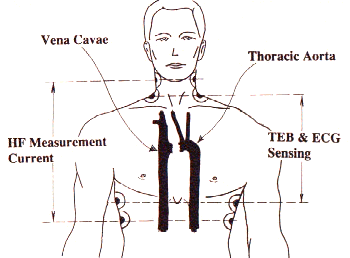 Vena Cavae
Thoracic Aorta
HF Measurement
Current
TEB & ECG
Sensing